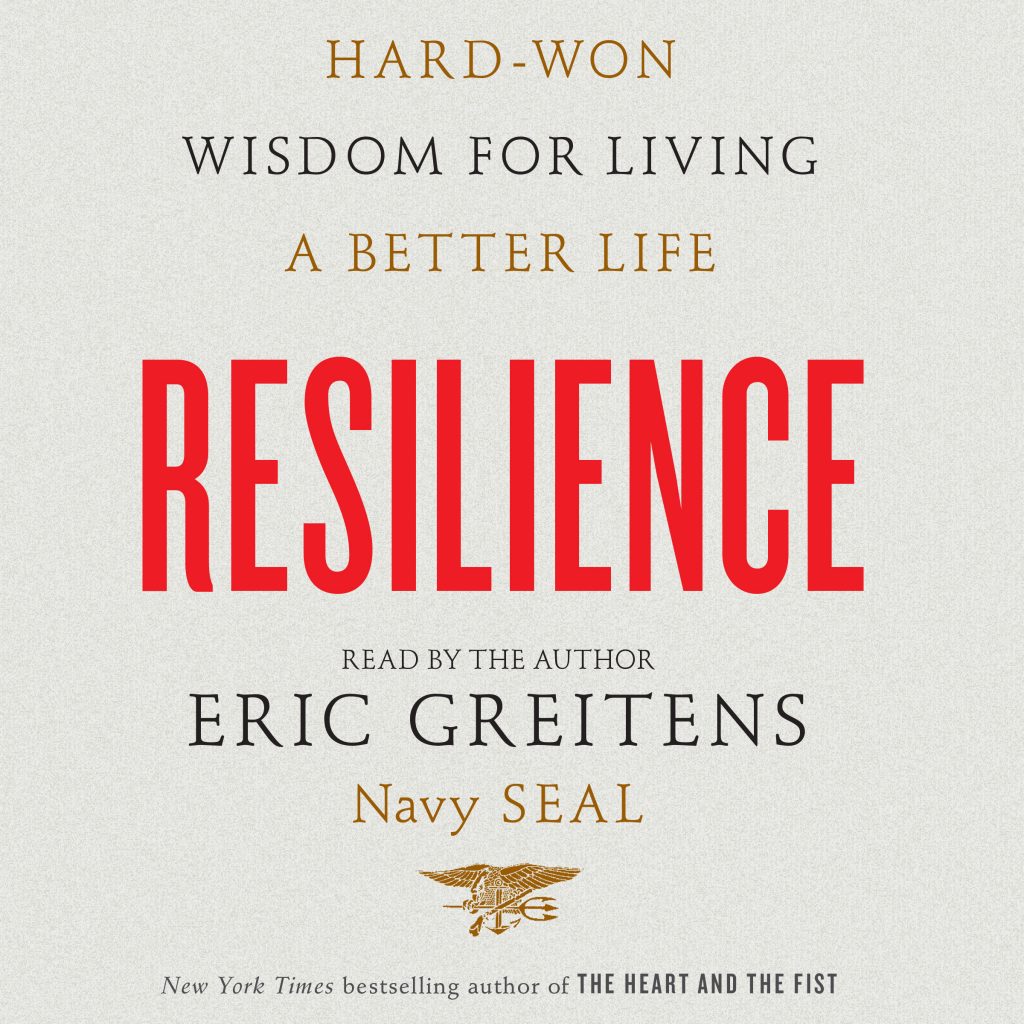 HARD-WON
WISDOM FOR LIVING
A BETTER LIFE
RESILIENCE
READ BY THE AUTHOR
ERIC GREITENS
Navy SEAL
New York Times bestselling author of THE HEART AND THE FIST